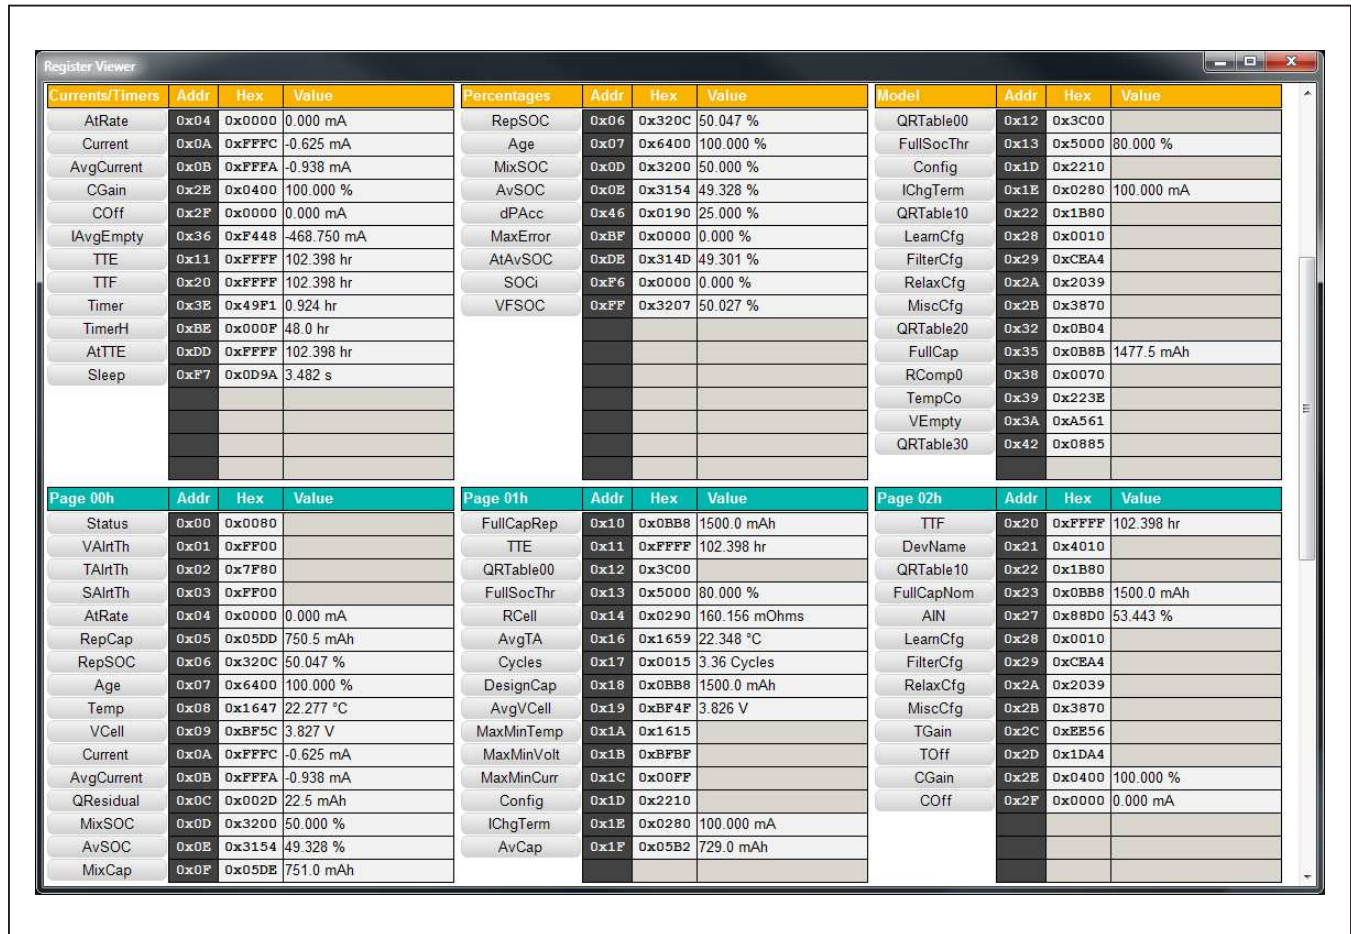 Register Viewer
Currents/Timers Addr Hex Value Percentages Addr Hex Value Model Addr Hex Value
AtRate 0x04 0x0000 0.000 mA RepSOC 0x06 0x320C 50.047 % QRTable00 0x12 0x3C00
Current 0x0A 0xFFFC -0.625 mA Age 0x07 0x6400 100.000 % FullSocThr 0x13 0x5000 80.000 %
AvgCurrent 0x0B 0xFFFA -0.938 mA MixSOC 0x0D 0x3200 50.000 % Config 0x1D 0x2210
CGain 0x2E 0x0400 100.000 % AvSOC 0x0E 0x3154 49.328 % IChgTerm 0x1E 0x0280 100.000 mA
COff 0x2F 0x0000 0.000 mA dPAcc 0x46 0x0190 25.000 % QRTable10 0x22 0x1B80
IAvgEmpty 0x36 0xF448 -468.750 mA MaxError 0xBF 0x0000 0.000 % LearnCfg 0x28 0x0010
TTE 0x11 0xFFFF 102.398 hr AtAvSOC 0xDE 0x314D 49.301 % FilterCfg 0x29 0xCEA4
TTF 0x20 0xFFFF 102.398 hr SOCi 0xF6 0x0000 0.000 % RelaxCfg 0x2A 0x2039
Timer 0x3E 0x49F1 0.924 hr VFSOC 0xFF 0x3207 50.027 % MiscCfg 0x2B 0x3870
TimerH 0xBE 0x000F 48.0 hr QRTable20 0x32 0x0B04
AtTTE 0xDD 0xFFFF 102.398 hr FullCap 0x35 0x0B8B 1477.5 mAh
Sleep 0xF7 0x0D9A 3.482 s RComp0 0x38 0x0070
TempCo 0x39 0x223E
VEmpty 0x3A 0xA561
QRTable30 0x42 0x0885
Page 00h Addr Hex Value Page 01h Addr Hex Value Page 02h Addr Hex Value
Status 0x00 0x0080 FullCapRep 0x10 0x0BB8 1500.0 mAh TTF 0x20 0xFFFF 102.398 hr
VAlrtTh 0x01 0xFF00 TTE 0x11 0xFFFF 102.398 hr DevName 0x21 0x4010
TAlrtTh 0x02 0x7F80 QRTable00 0x12 0x3C00 QRTable10 0x22 0x1B80
SAlrtTh 0x03 0xFF00 FullSocThr 0x13 0x5000 80.000 % FullCapNom 0x23 0x0BB8 1500.0 mAh
AtRate 0x04 0x0000 0.000 mA RCell 0x14 0x0290 160.156 mOhms AIN 0x27 0x88D0 53.443 %
RepCap 0x05 0x05DD 750.5 mAh AvgTA 0x16 0x1659 22.348 °C LearnCfg 0x28 0x0010
RepSOC 0x06 0x320C 50.047 % Cycles 0x17 0x0015 3.36 Cycles FilterCfg 0x29 0xCEA4
Age 0x07 0x6400 100.000 % DesignCap 0x18 0x0BB8 1500.0 mAh RelaxCfg 0x2A 0x2039
Temp 0x08 0x1647 22.277 °C AvgVCell 0x19 0xBF4F 3.826 V MiscCfg 0x2B 0x3870
VCell 0x09 0xBF5C 3.827 V MaxMinTemp 0x1A 0x1615 TGain 0x2C 0xEE56
Current 0x0A 0xFFFC -0.625 mA MaxMinVolt 0x1B 0xBFBF TOff 0x2D 0x1DA4
AvgCurrent 0x0B 0xFFFA -0.938 mA MaxMinCurr 0x1C 0x00FF CGain 0x2E 0x0400 100.000 %
QResidual 0x0C 0x002D 22.5 mAh Config 0x1D 0x2210 COff 0x2F 0x0000 0.000 mA
MixSOC 0x0D 0x3200 50.000 % IChgTerm 0x1E 0x0280 100.000 mA
AvSOC 0x0E 0x3154 49.328 % AvCap 0x1F 0x05B2 729.0 mAh
MixCap 0x0F 0x05DE 751.0 mAh